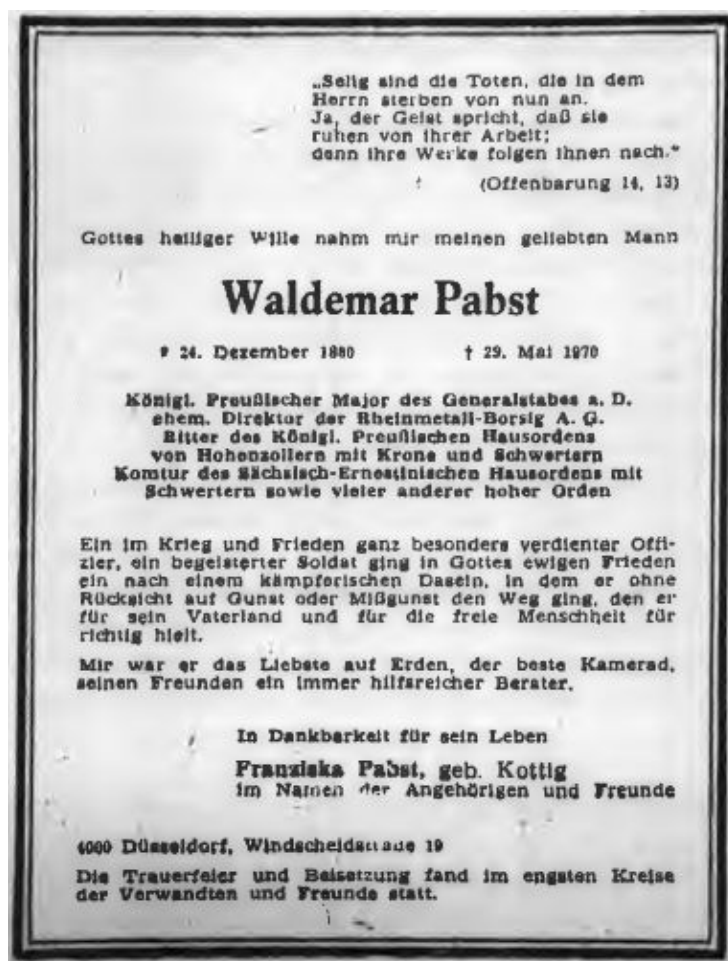 „Selig sind die Toten, die in dem
Herrn sterben von nun an.
Ja, der Geist spricht, daß sie
ruhen von ihrer Arbeit;
denn ihre Werke folgen ihnen nach.“
(Offenbarung 14, 13)
Gottes heiliger Wille nahm mir meinen geliebten Mann
Waldemar Pabst
* 24. Dezember 1880 † 29. Mai 1970
Königl. Preußischer Major des Generalstabes a. D.
ehem. Direktor der Rheinmetall-Borsig A. G.
Ritter des Königl. Preußischen Hausordens
von Hohenzollern mit Krone und Schwertern
Komtur des Sächsisch-Ernestinischen Hausordens mit
Schwertern sowie vieler anderer hoher Orden
Ein im Krieg und Frieden ganz besonders verdienter Offi-
zier, ein begeisterter Soldat ging in Gottes ewigen Frieden
ein nach einem kämpferischen Dasein, in dem er ohne
Rücksicht auf Gunst oder Mißgunst den Weg ging, den er
für sein Vaterland und für die freie Menschheit für
richtig hielt.
Mir war er das Liebste auf Erden, der beste Kamerad,
seinen Freunden ein immer hilfsreicher Berater.
In Dankbarkeit für sein Leben
Franziska Pabst, geb. Kottig
im Namen der Angehörigen und Freunde
4000 Düsseldorf, Windscheidstraße 19
Die Trauerfeier und Beisetzung fand im engsten Kreise
der Verwandten und Freunde statt.